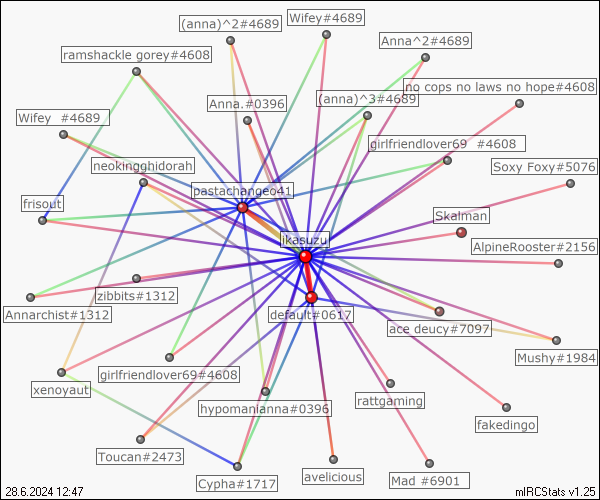 (anna)^2#4689
Wifey#4689
Anna^2#4689
ramshackle gorey#4608
no cops no laws no hope#4608
Anna.#0396
(anna)^3#4689
Wifey  #4689
girlfriendlover69  #4608
neokingghidorah
Soxy Foxy#5076
pastachangeo41
frisout
Skalman
jkasuzu
AlpineRooster#2156
zibbits#1312
Annarchist#1312
default#0617
ace deucy#7097
Mushy#1984
girlfriendlover69#4608
xenoyaut
rattgaming
hypomanianna#0396
fakedingo
Toucan#2473
avelicious
Mad  #6901
Cypha#1717
28.6.2024 12:47
mIRCStats v1.25